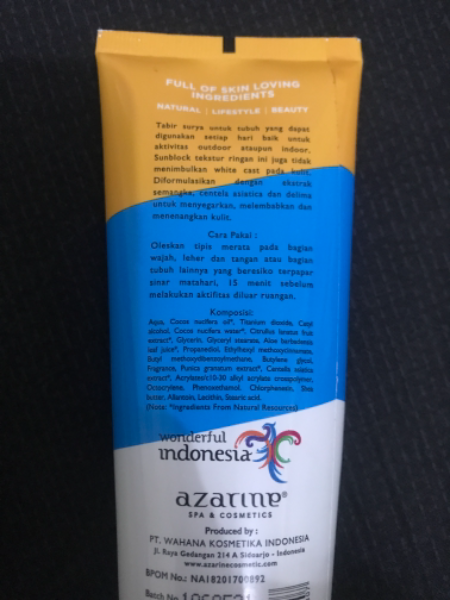 FULL OF SKIN LOVING
INGREDIENTS
NATURAL | LIFESTYLE | BEAUTY
Tabir surya untuk tubuh yang dapat
digunakan setiap hari baik untuk
aktivitas outdoor ataupun indoor.
Sunblock tekstur ringan ini juga tidak
menimbulkan white cast pada kulit.
Diformulasikan dengan ekstrak
semangka, centela asiatica dan delima
untuk menyegarkan, melembabkan dan
menenangkan kulit.
Cara Pakai :
Oleskan tipis merata pada bagian
wajah, leher dan tangan atau bagian
tubuh lainnya yang beresiko terpapar
sinar matahari, 15 menit sebelum
melakukan aktifitas diluar ruangan.
Komposisi:
Aqua, Cocos nucifera oil*, Titanium dioxide, Cetyl
alcohol, Cocos nucifera water*, Citrullus lanatus fruit
extract*, Glycerin, Glyceryl stearate, Aloe barbadensis
leaf juice*, Propanediol, Ethylhexyl methoxycinnamate,
Butyl methoxydibenzoylmethane, Butylene glycol,
Fragrance, Punica granatum extract*, Camellia sinensis
extract*, Acrylates/c10-30 alkyl acrylate crosspolymer,
Octocrylene, Phenoxyethanol, Chlorphenesin, Shea
butter, Allantoin, Lecithin, Stearic acid.
(Note: *Ingredients From Natural Resources)
wonderful
indonesia
azarine®
SPA & COSMETICS
Produced by :
PT. WAHANA KOSMETIKA INDONESIA
Jl. Raya Gedangan 214 A Sidoarjo - Indonesia
www.azarinecosmetic.com
BPOM No.: NA18201700892
Batch No